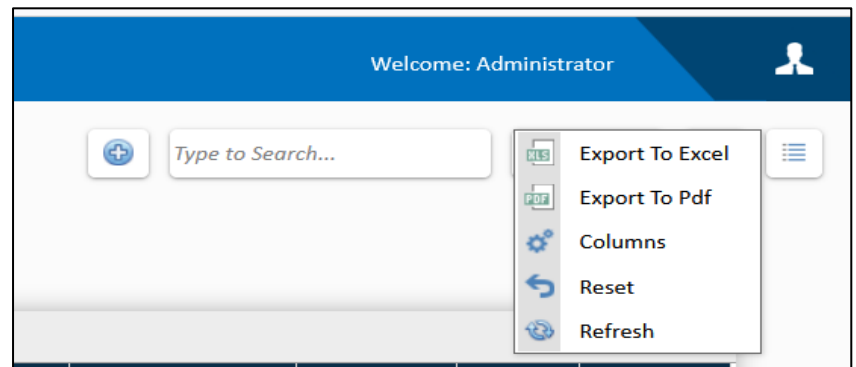 Welcome: Administrator
Type to Search...
XLS Export To Excel
PDF Export To Pdf
Columns
Reset
Refresh